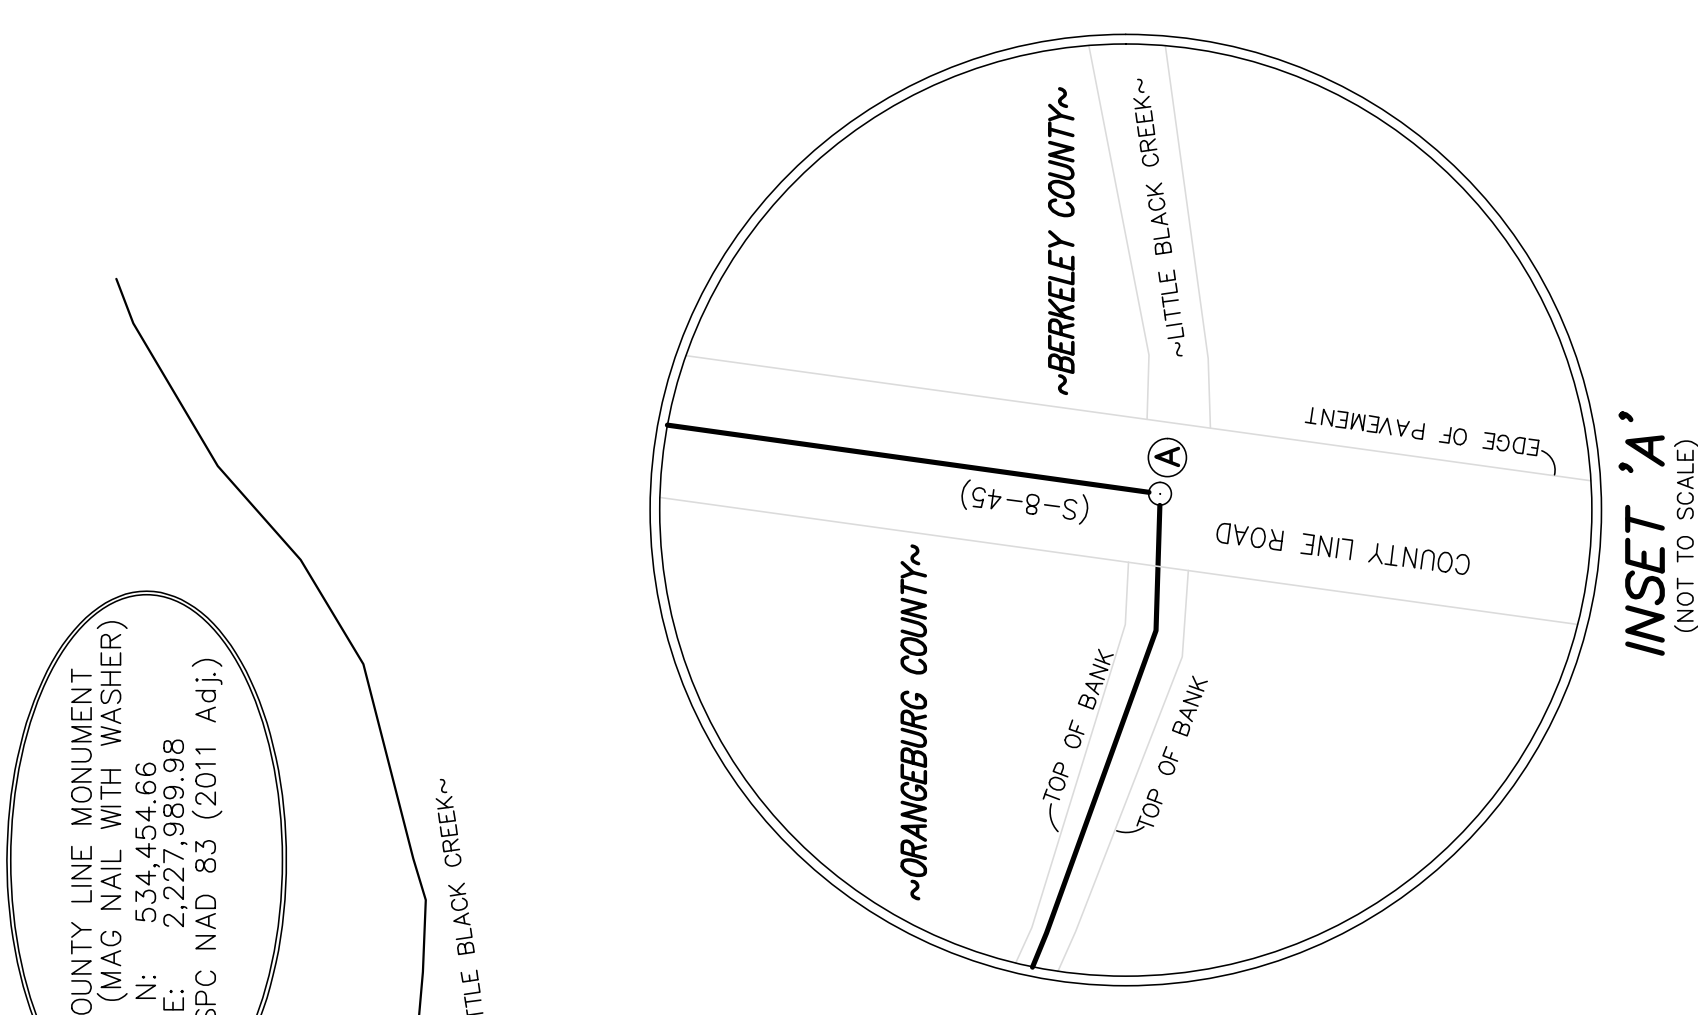 OUNTY LINE MONUMENT
(MAG NAIL WITH WASHER)
N: 534,454.66
E: 2,227,989.98
SPC NAD 83 (2011 Adj.)
TTLE BLACK CREEK~
~BERKELEY COUNTY~
~LITTLE BLACK CREEK~
EDGE OF PAVEMENT
A
(S-8-45)
COUNTY LINE ROAD
~ORANGEBURG COUNTY~
TOP OF BANK
TOP OF BANK
INSET 'A'
(NOT TO SCALE)